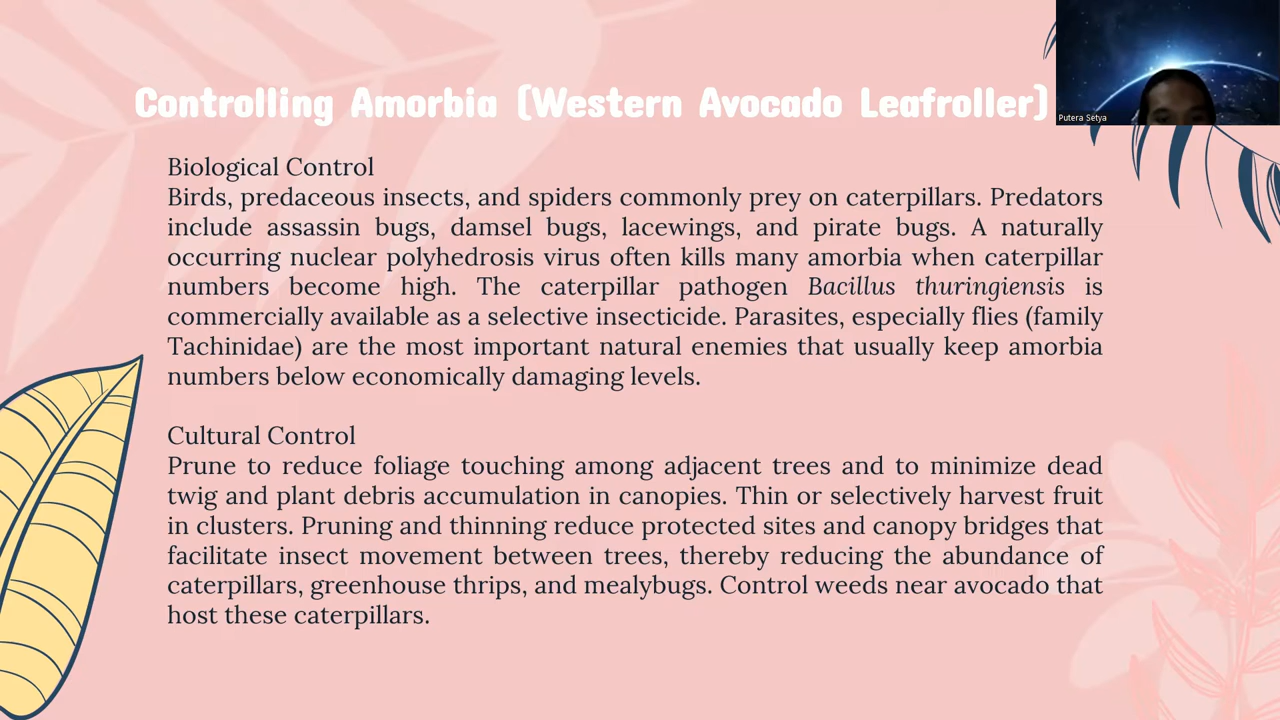 Controlling Amorbia (Western Avocado Leafroller)
Putera Setya
Biological Control
Birds, predaceous insects, and spiders commonly prey on caterpillars. Predators
include assassin bugs, damsel bugs, lacewings, and pirate bugs. A naturally
occurring nuclear polyhedrosis virus often kills many amorbia when caterpillar
numbers become high. The caterpillar pathogen Bacillus thuringiensis is
commercially available as a selective insecticide. Parasites, especially flies (family
Tachinidae) are the most important natural enemies that usually keep amorbia
numbers below economically damaging levels.
Cultural Control
Prune to reduce foliage touching among adjacent trees and to minimize dead
twig and plant debris accumulation in canopies. Thin or selectively harvest fruit
in clusters. Pruning and thinning reduce protected sites and canopy bridges that
facilitate insect movement between trees, thereby reducing the abundance of
caterpillars, greenhouse thrips, and mealybugs. Control weeds near avocado that
host these caterpillars.